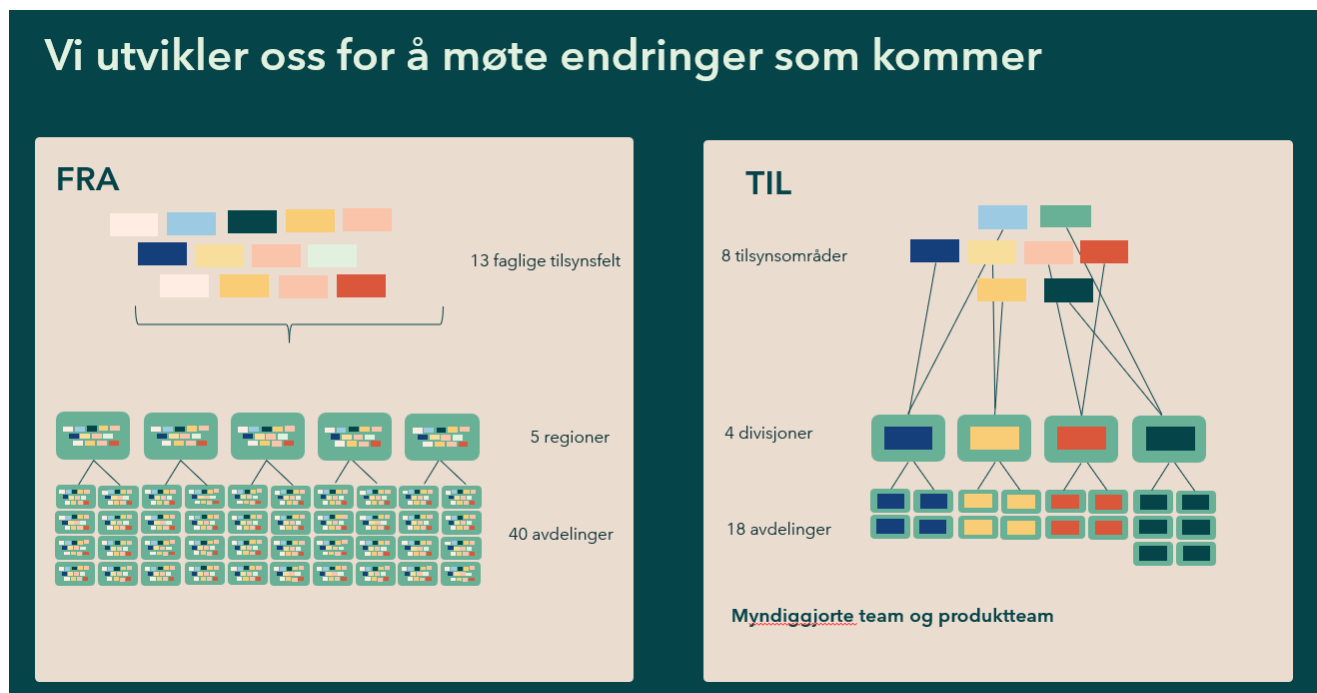 Vi utvikler oss for å møte endringer som kommer
FRA
13 faglige tilsynsfelt
5 regioner
40 avdelinger
TIL
8 tilsynsområder
4 divisjoner
18 avdelinger
Myndiggjorte team og produktteam